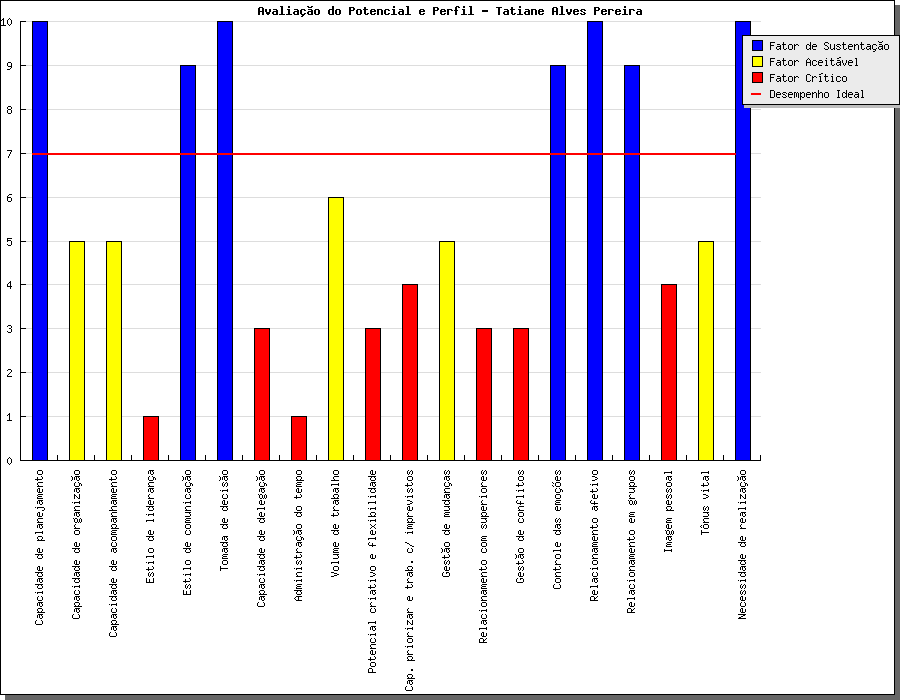 Avaliação do Potencial e Perfil - Tatiane Alves Pereira
Fator de Sustentação
Fator Aceitável
Fator Crítico
Desempenho Ideal
10
9
8
7
6
5
4
3
2
1
0
Capacidade de planejamento
Capacidade de organização
Capacidade de acompanhamento
Estilo de liderança
Estilo de comunicação
Tomada de decisão
Capacidade de delegação
Administração do tempo
Volume de trabalho
Potencial criativo e flexibilidade
Cap. priorizar e trab. c/ imprevistos
Gestão de mudanças
Relacionamento com superiores
Gestão de conflitos
Controle das emoções
Relacionamento afetivo
Relacionamento em grupos
Imagem pessoal
Tônus vital
Necessidade de realização